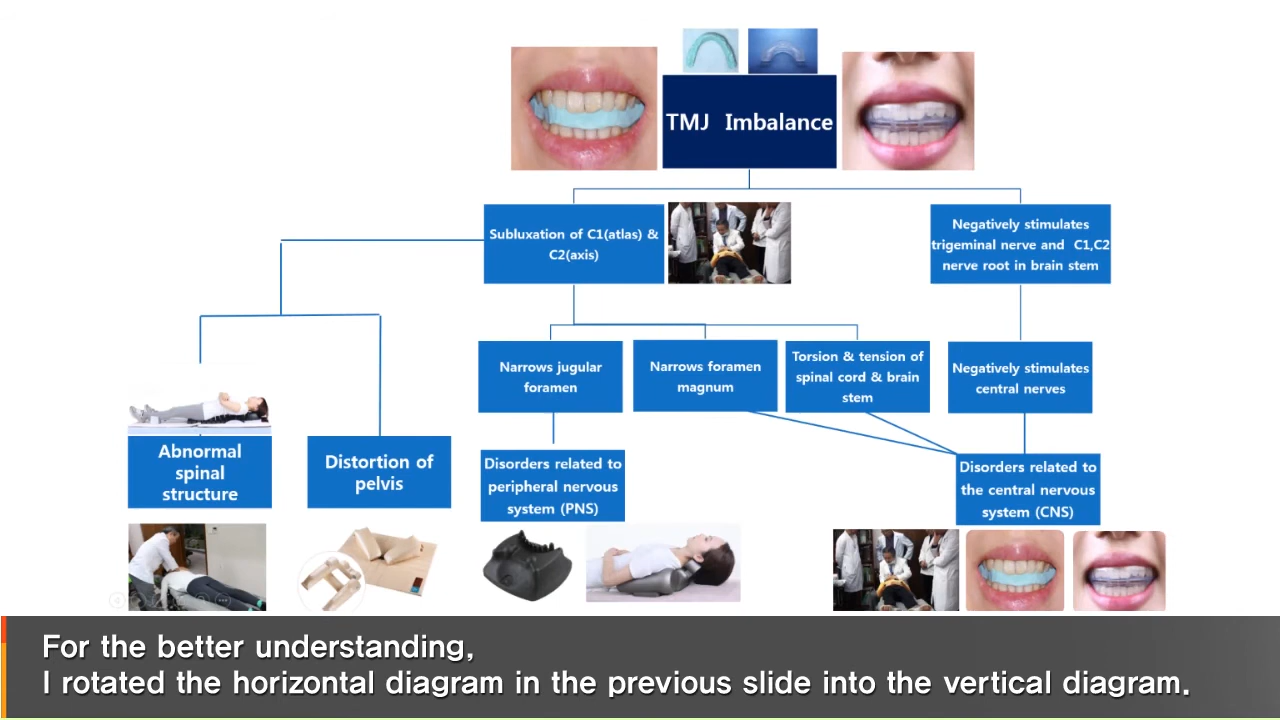 TMJ Imbalance
Subluxation of C1(atlas) &
C2(axis)
Negatively stimulates
trigeminal nerve and C1,C2
nerve root in brain stem
Narrows jugular
foramen
Narrows foramen
magnum
Torsion & tension of
spinal cord & brain
stem
Negatively stimulates
central nerves
Abnormal
spinal
structure
Distortion of
pelvis
Disorders related to
peripheral nervous
system (PNS)
Disorders related to
the central nervous
system (CNS)
For the better understanding,
I rotated the horizontal diagram in the previous slide into the vertical diagram.